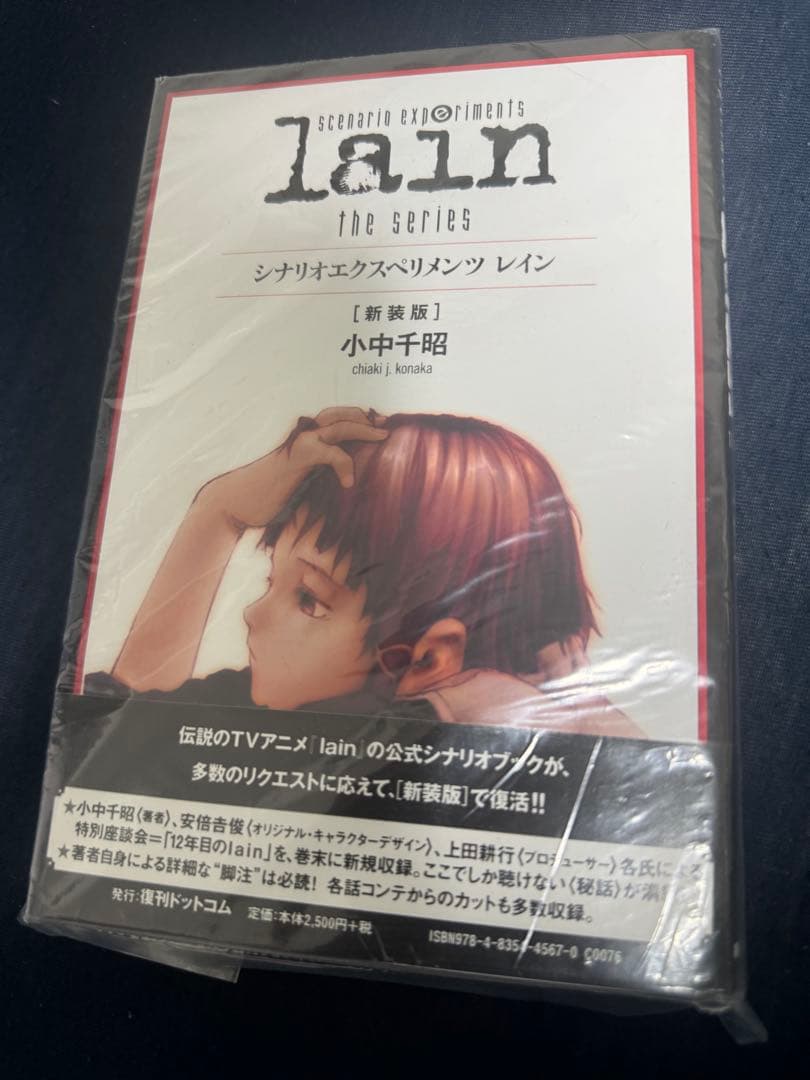 scenario experiments
lain
the series
シナリオエクスペリメンツ レイン
[新装版]
小中千昭
chiaki j. konaka
伝説のTVアニメ『lain』の公式シナリオブックが、
多数のリクエストに応えて、[新装版]で復活!!
★小中千昭〈著者〉、安倍吉俊〈オリジナル・キャラクターデザイン〉、上田耕行〈プロデューサー〉各氏による
特別座談会=「12年目のlain」を、巻末に新規収録。ここでしか聴けない〈秘話〉が満
★著者自身による詳細な“脚注”は必読! 各話コンテからのカットも多数収録。
発行:復刊ドットコム 定価:本体2,500円+税
ISBN978-4-8354-4567-0 C0076